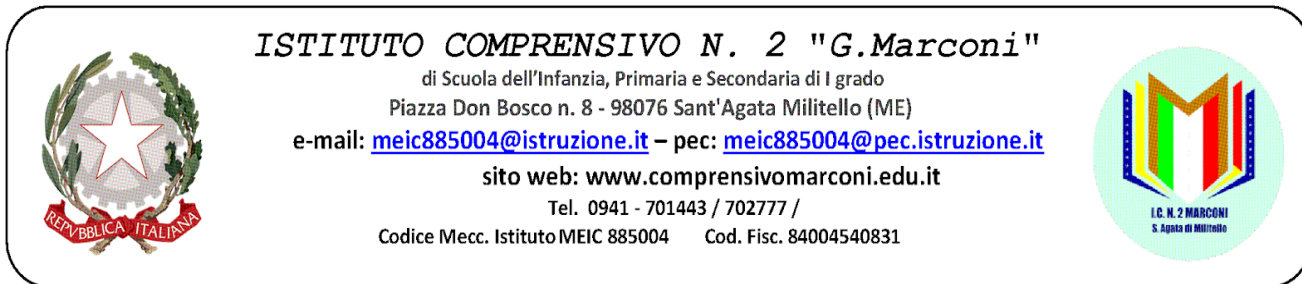 ISTITUTO COMPRENSIVO N. 2 "G.Marconi"
di Scuola dell'Infanzia, Primaria e Secondaria di I grado
Piazza Don Bosco n. 8 - 98076 Sant'Agata Militello (ME)
e-mail: meic885004@istruzione.it – pec: meic885004@pec.istruzione.it
sito web: www.comprensivomarconi.edu.it
Tel. 0941 - 701443 / 702777 /
Codice Mecc. Istituto MEIC 885004 Cod. Fisc. 84004540831
REPVBBLICA ITALIANA
I.C. N. 2 MARCONI
S. Agata di Militello